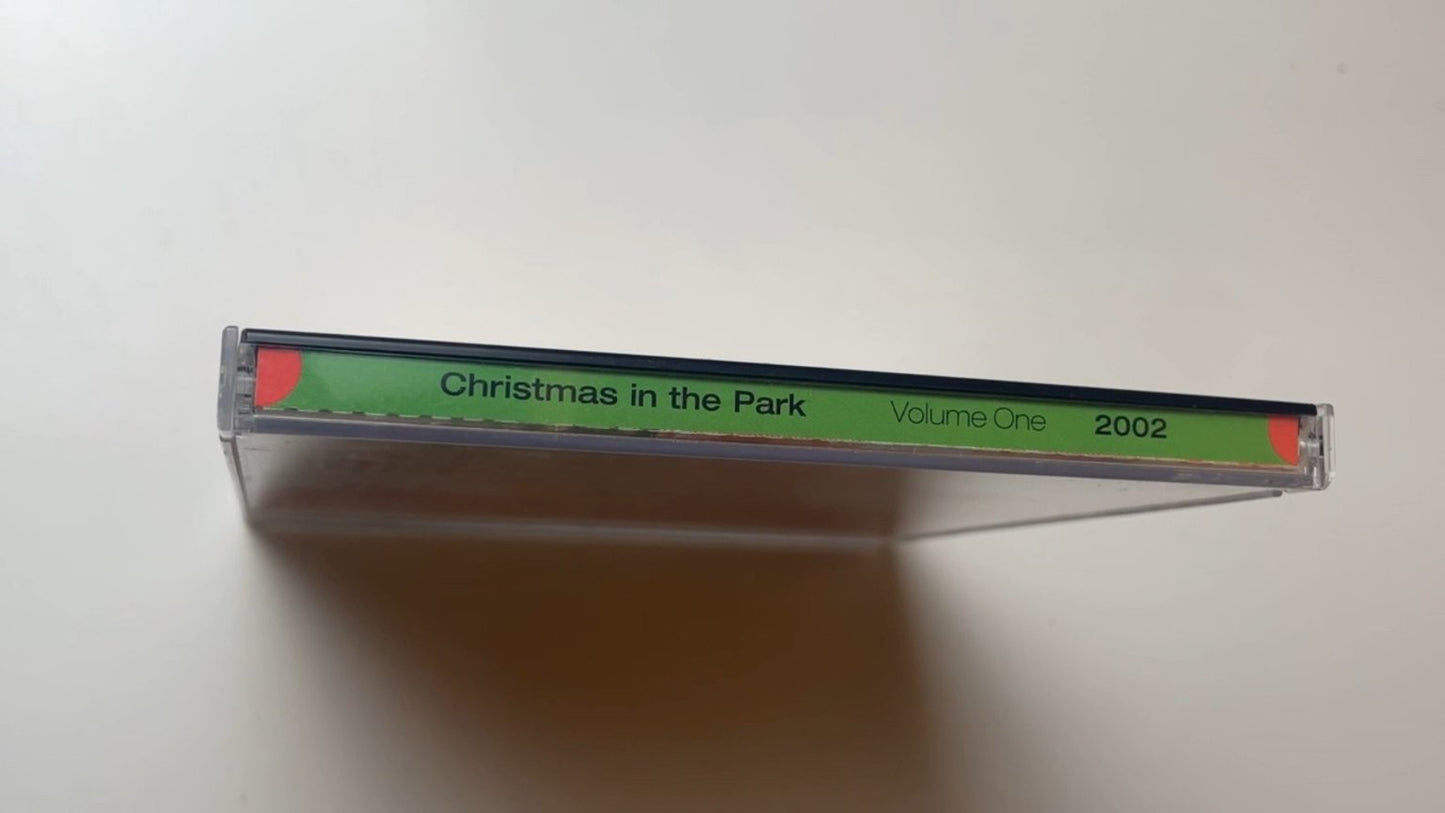 Christmas in the Park Volume One 2002